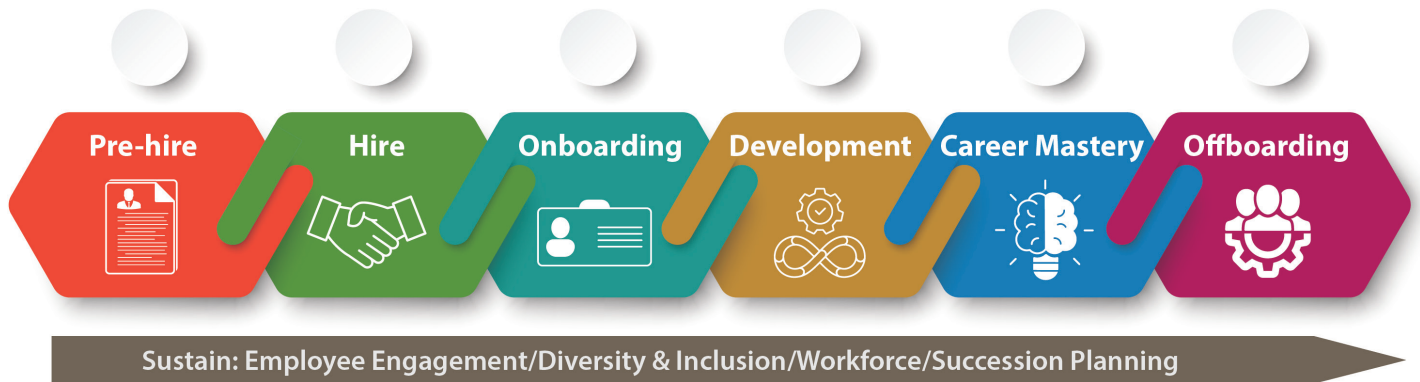 Pre-hire
Hire
Onboarding
Development
Career Mastery
Offboarding
Sustain: Employee Engagement/Diversity & Inclusion/Workforce/Succession Planning